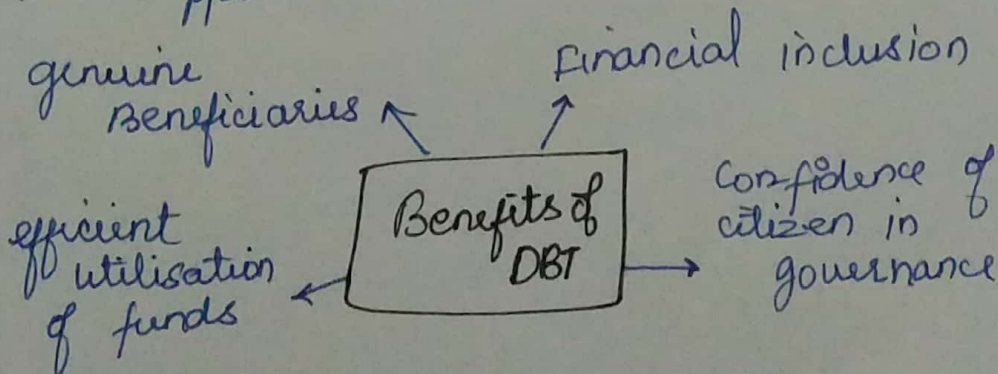 genuine
Beneficiaries
Financial inclusion
Benefits of
DBT
efficient
utilisation
of funds
Confidence of
citizen in
governance